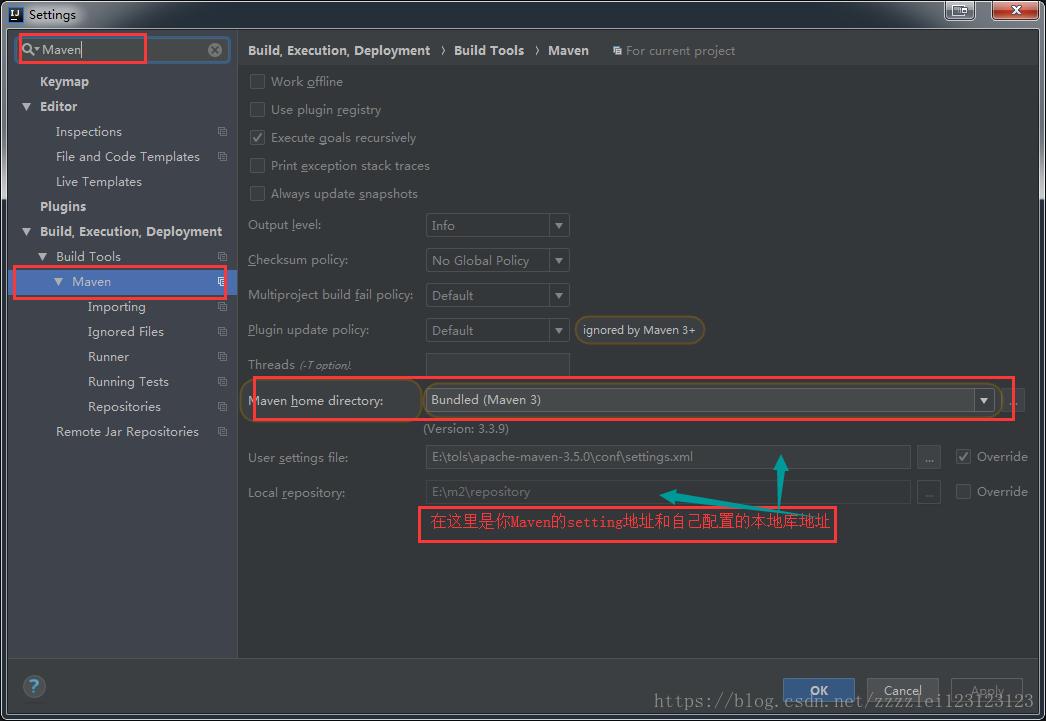 Settings
Maven
Build, Execution, Deployment › Build Tools › Maven For current project
Keymap
Editor
Inspections
File and Code Templates
Live Templates
Plugins
Build, Execution, Deployment
Build Tools
Maven
Importing
Ignored Files
Runner
Running Tests
Repositories
Remote Jar Repositories
Work offline
Use plugin registry
Execute goals recursively
Print exception stack traces
Always update snapshots
Output level: Info
Checksum policy: No Global Policy
Multiproject build fail policy: Default
Plugin update policy: Default ignored by Maven 3+
Threads (-T option).
Maven home directory: Bundled (Maven 3) ...
(Version: 3.3.9)
User settings file: E:\tols\apache-maven-3.5.0\conf\settings.xml ... Override
Local repository: E:\m2\repository ... Override
在这里是你Maven的setting地址和自己配置的本地库地址
? OK Cancel Apply
https://blog.csdn.net/zzzzlei123123123